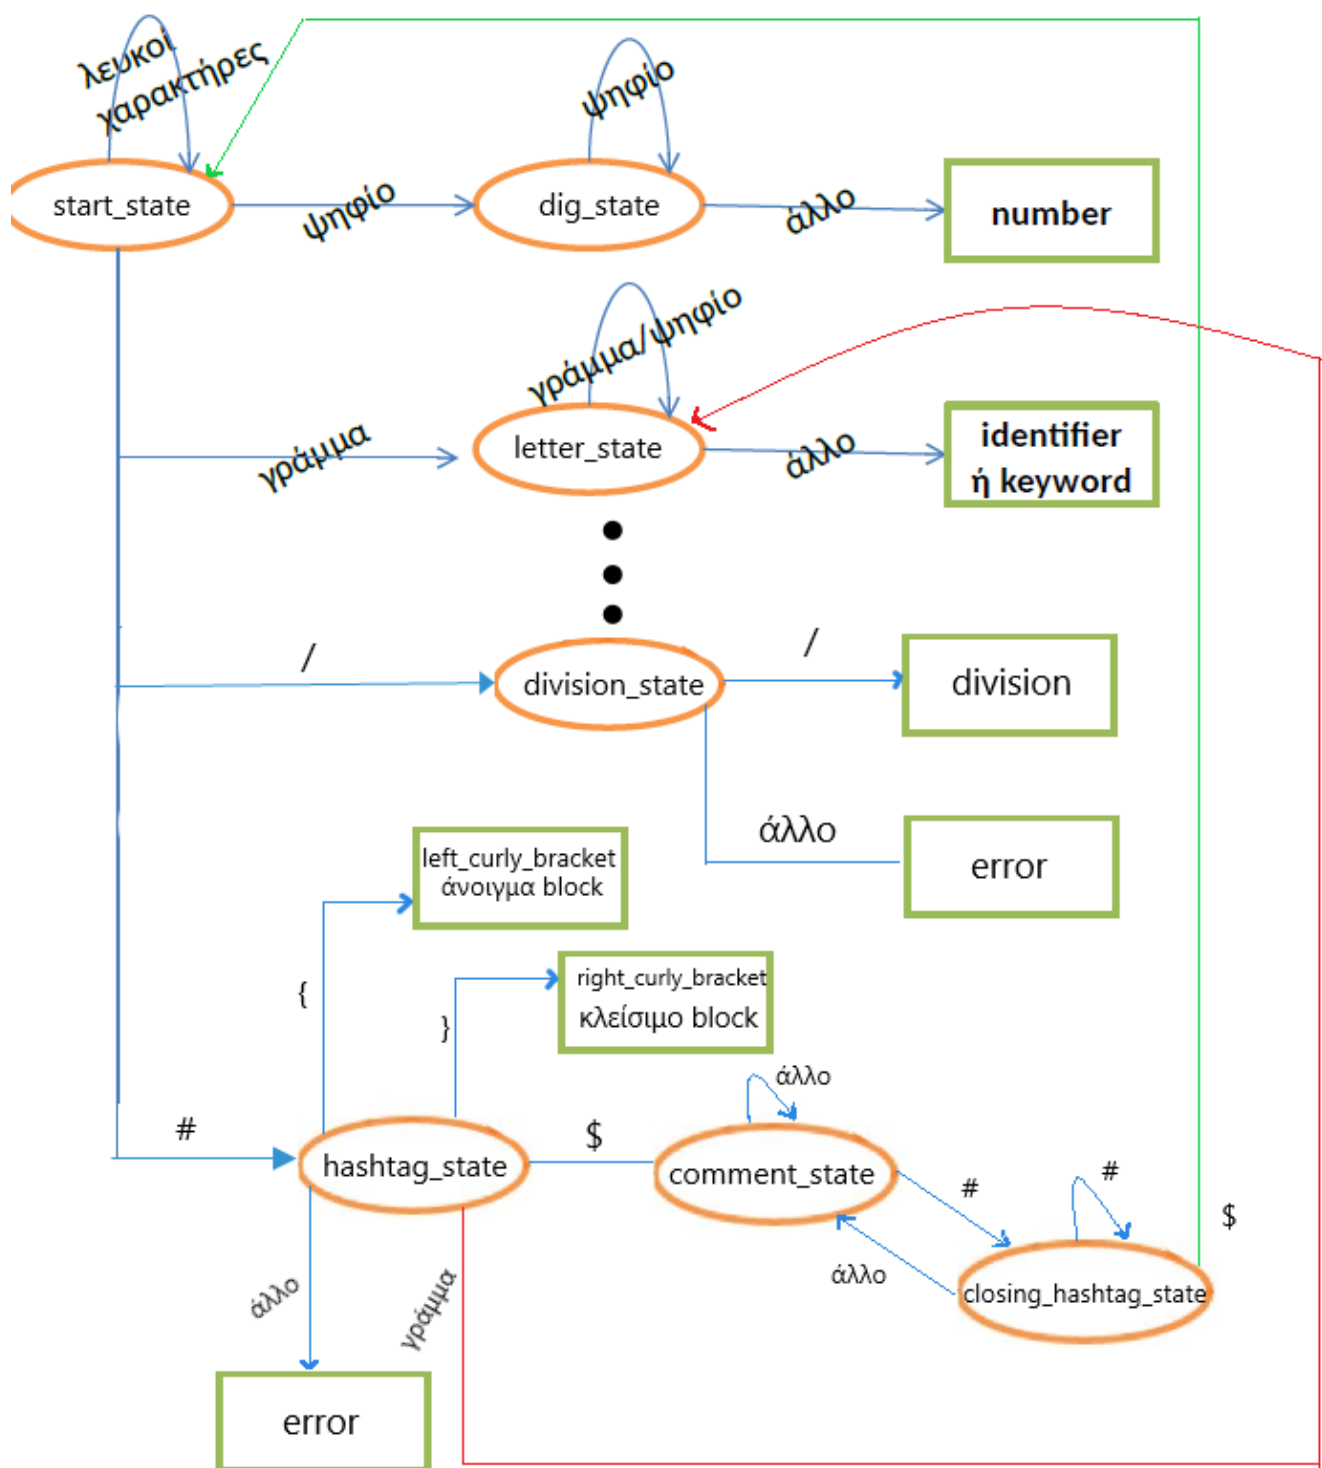 λευκοί
χαρακτήρες
ψηφίο
start_state
ψηφίο
dig_state
άλλο
number
γράμμα/ψηφίο
γράμμα
letter_state
άλλο
identifier
ή keyword
/
division_state
/
division
άλλο
error
left_curly_bracket
άνοιγμα block
{
right_curly_bracket
κλείσιμο block
}
άλλο
#
hashtag_state
$
comment_state
#
#
$
άλλο
closing_hashtag_state
άλλο
γράμμα
error